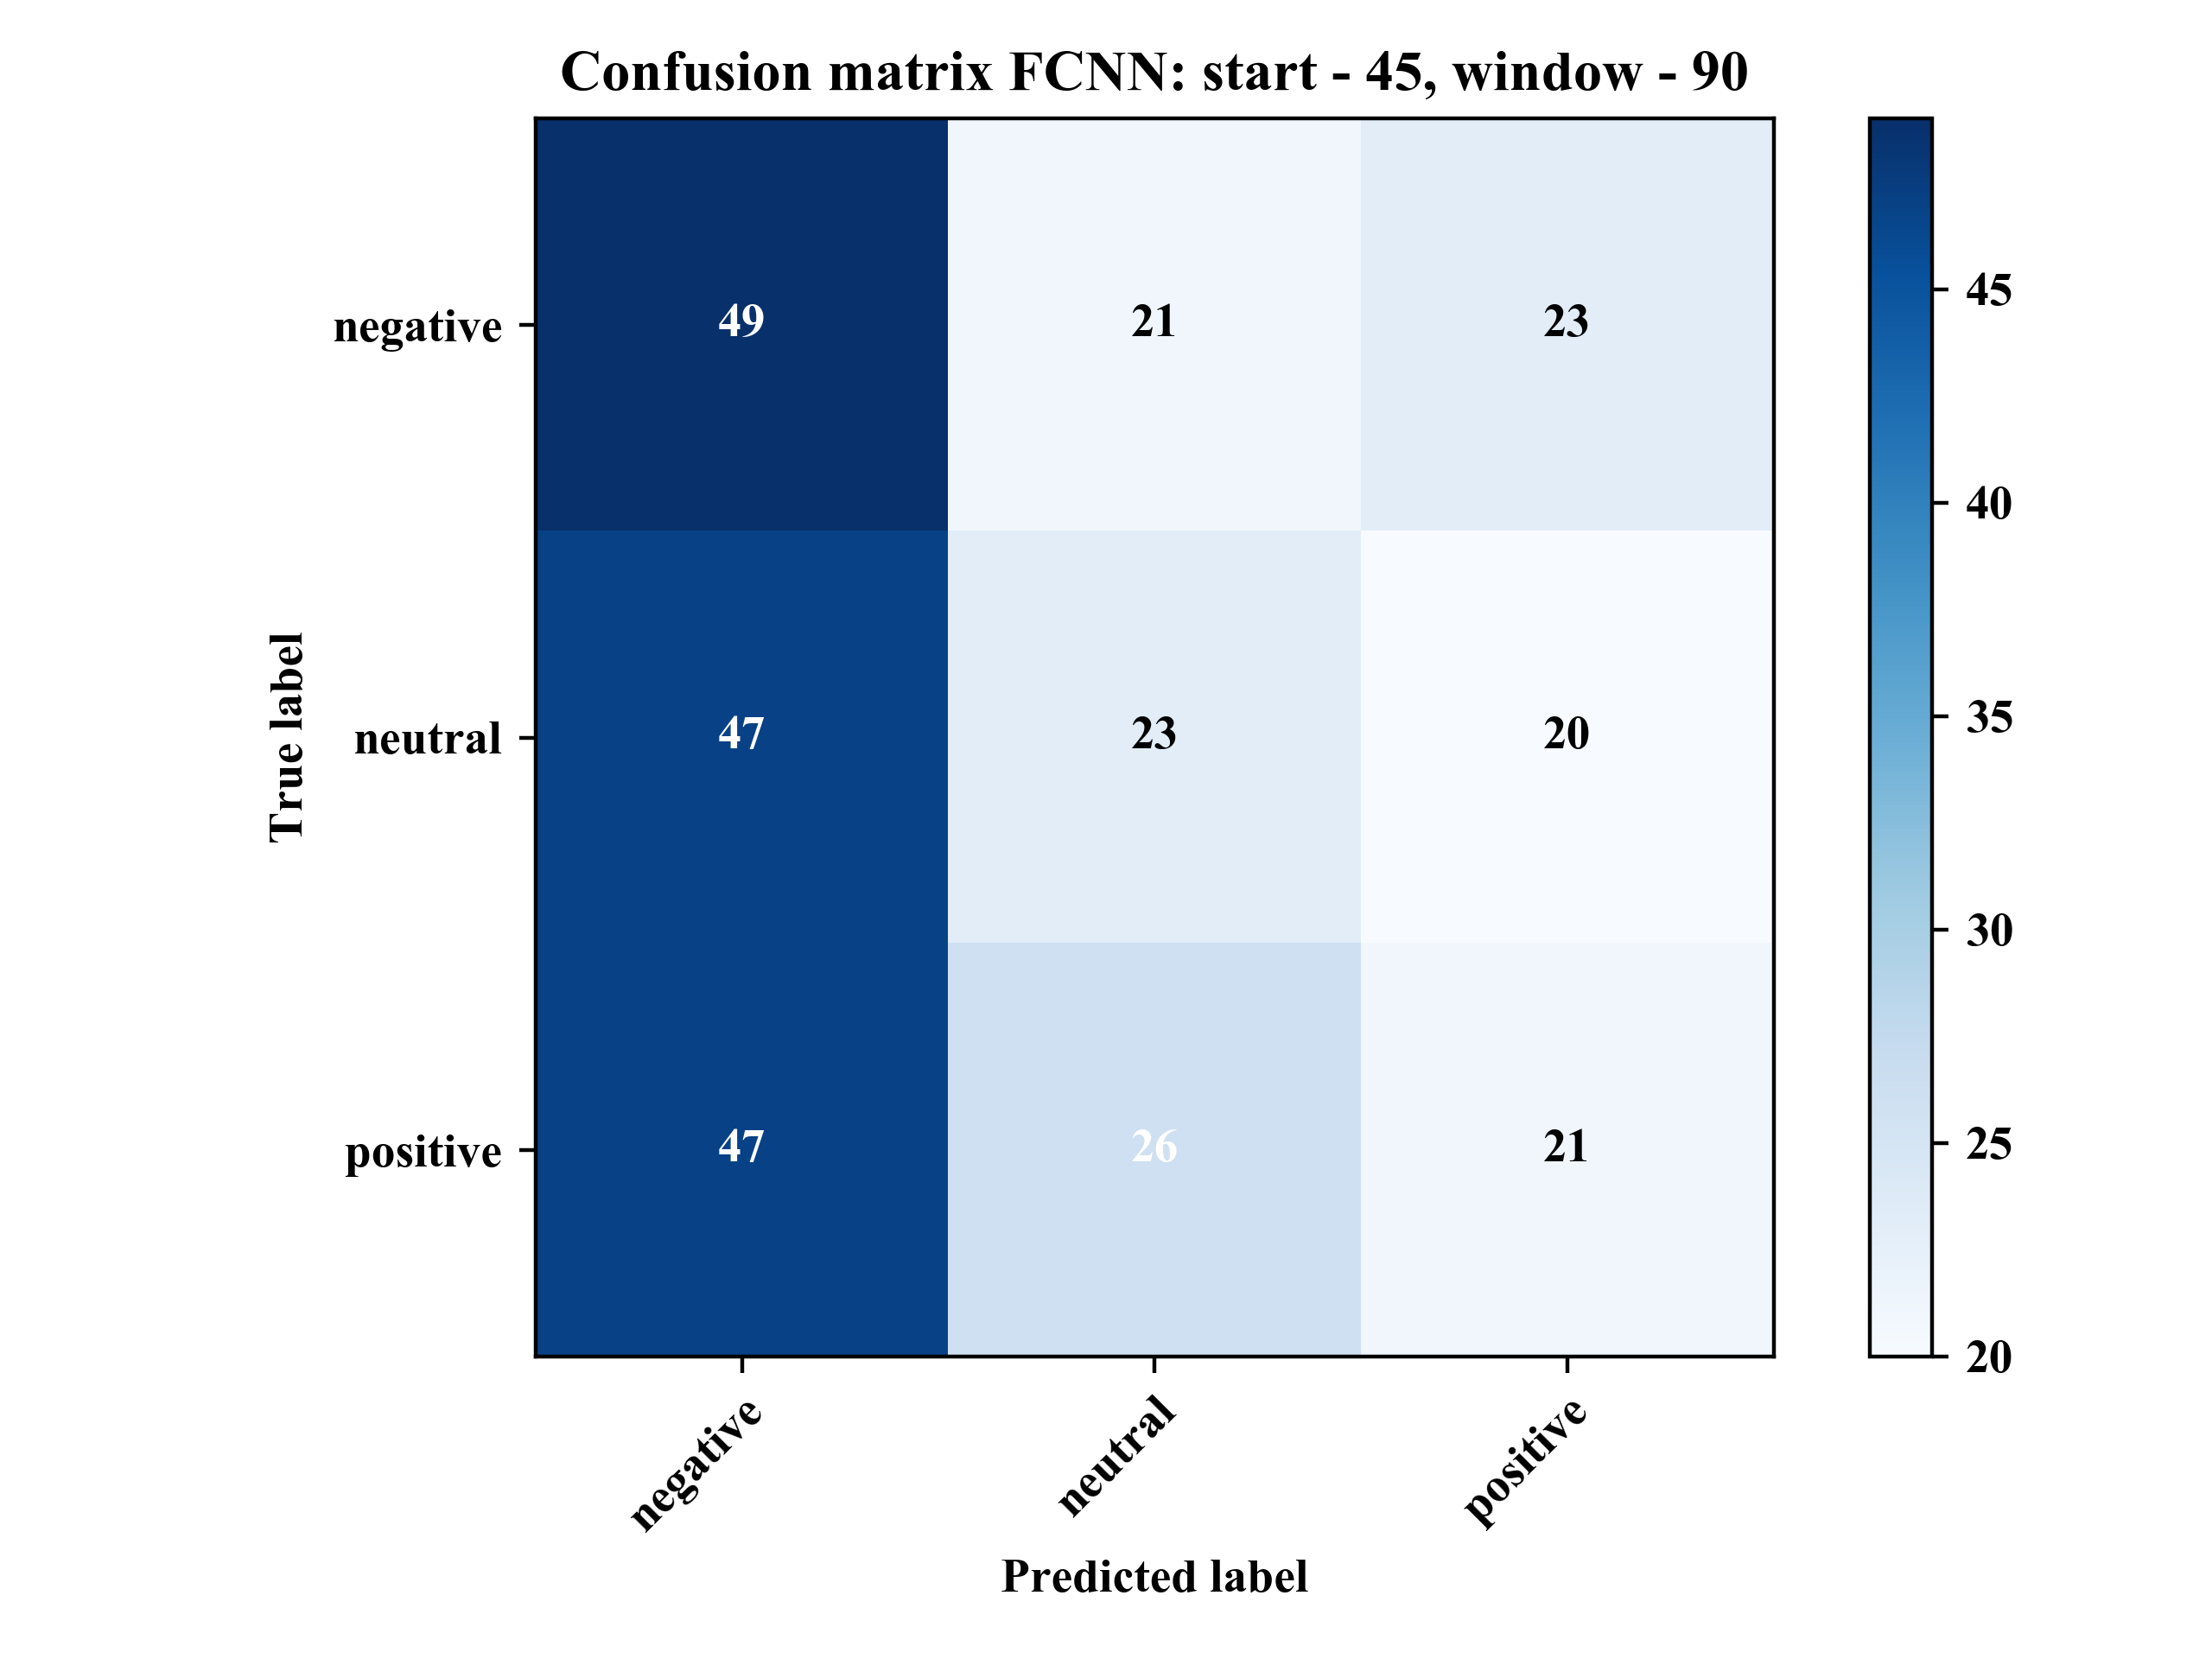 Confusion matrix FCNN: start - 45, window - 90
True label
negative 49 21 23
neutral 47 23 20
positive 47 26 21
negative neutral positive
Predicted label
45
40
35
30
25
20